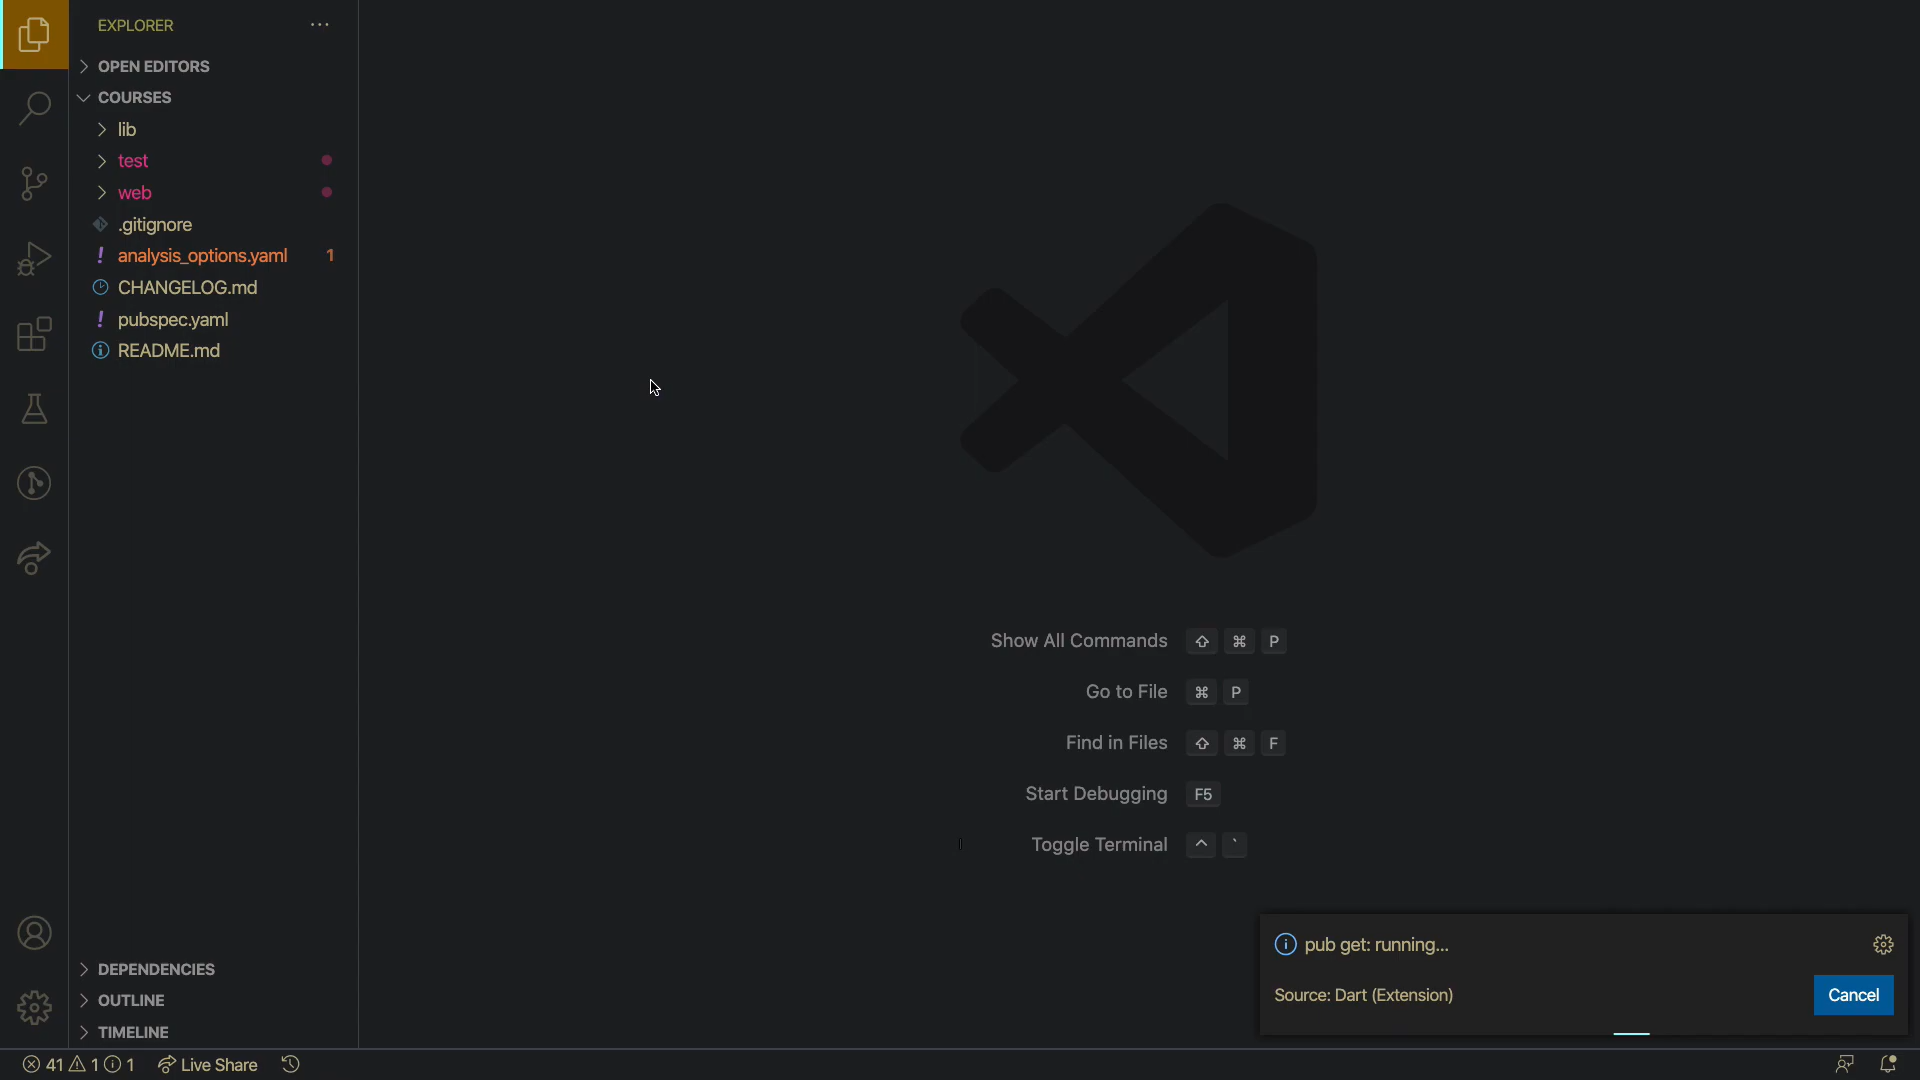 EXPLORER
OPEN EDITORS
COURSES
lib
test
web
.gitignore
! analysis_options.yaml 1
CHANGELOG.md
! pubspec.yaml
README.md
Show All Commands ⇧ ⌘ P
Go to File ⌘ P
Find in Files ⇧ ⌘ F
Start Debugging F5
Toggle Terminal ^ `
pub get: running...
Source: Dart (Extension)
Cancel
DEPENDENCIES
OUTLINE
TIMELINE
41 1 1 Live Share